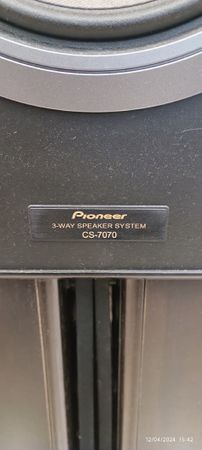 Pioneer
3-WAY SPEAKER SYSTEM
CS-7070
12/04/2024 15:42